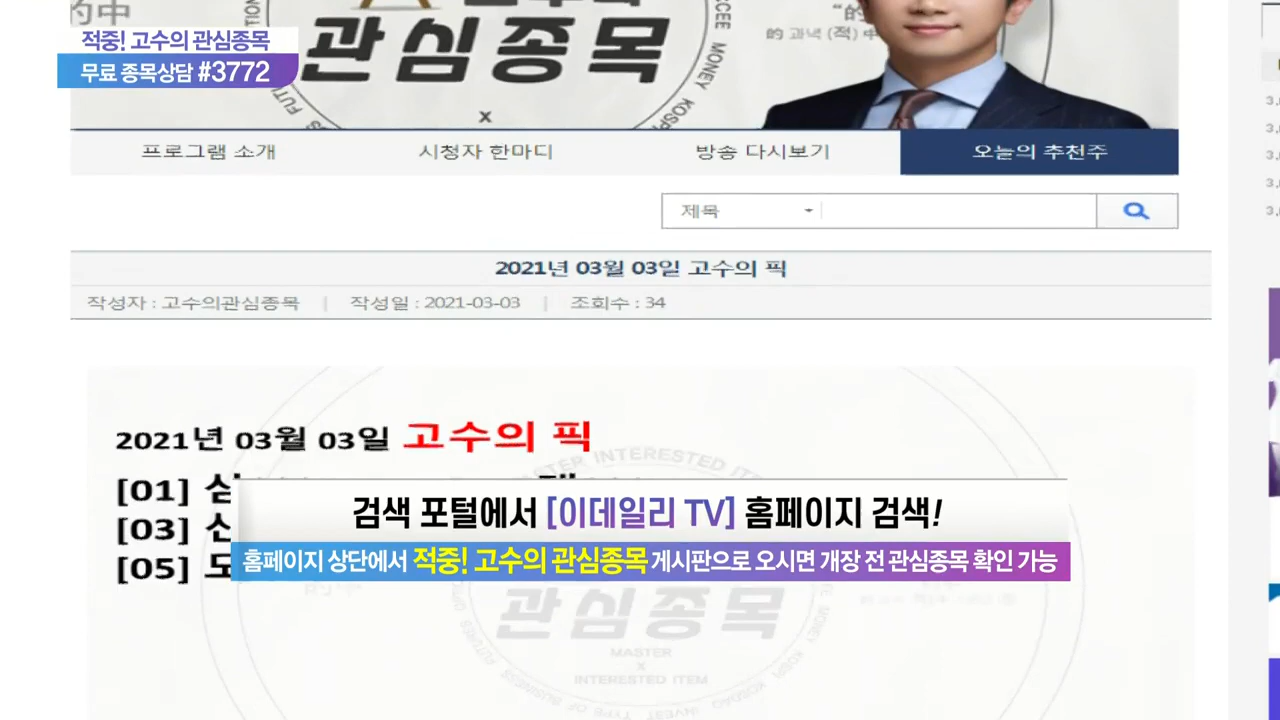 적중! 고수의 관심종목
무료 종목상담 #3772
관심종목
x
프로그램 소개
시청자 한마디
방송 다시보기
오늘의 추천주
제목
2021년 03월 03일 고수의 픽
작성자 : 고수의관심종목 | 작성일 : 2021-03-03 | 조회수 : 34
2021년 03월 03일 고수의 픽
[01]
[03]
[05]
검색 포털에서 [이데일리 TV] 홈페이지 검색!
홈페이지 상단에서 적중! 고수의 관심종목 게시판으로 오시면 개장 전 관심종목 확인 가능
관심종목
MASTER
X
INTERESTED ITEM